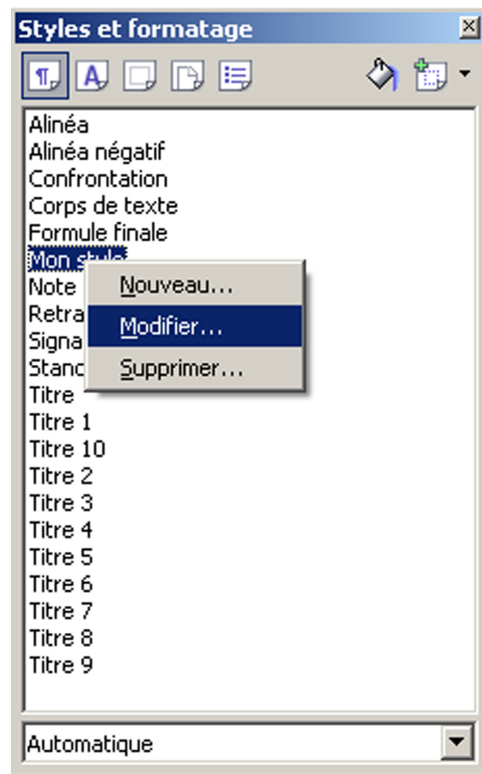 Styles et formatage
Alinéa
Alinéa négatif
Confrontation
Corps de texte
Formule finale
Mon style
Note
Nouveau...
Retra
Modifier...
Signa
Stand
Supprimer...
Titre
Titre 1
Titre 10
Titre 2
Titre 3
Titre 4
Titre 5
Titre 6
Titre 7
Titre 8
Titre 9
Automatique